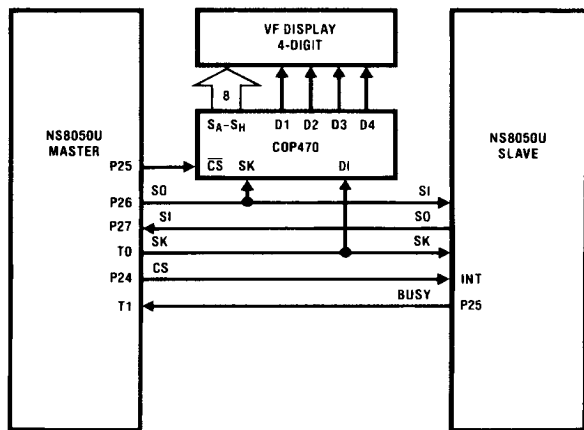 VF DISPLAY
4-DIGIT
8
SA-SH D1 D2 D3 D4
COP470
CS SK DI
NS8050U
MASTER
NS8050U
SLAVE
P25
P26 SO SI
P27 SI SO
T0 SK SK
P24 CS INT
T1 BUSY P25